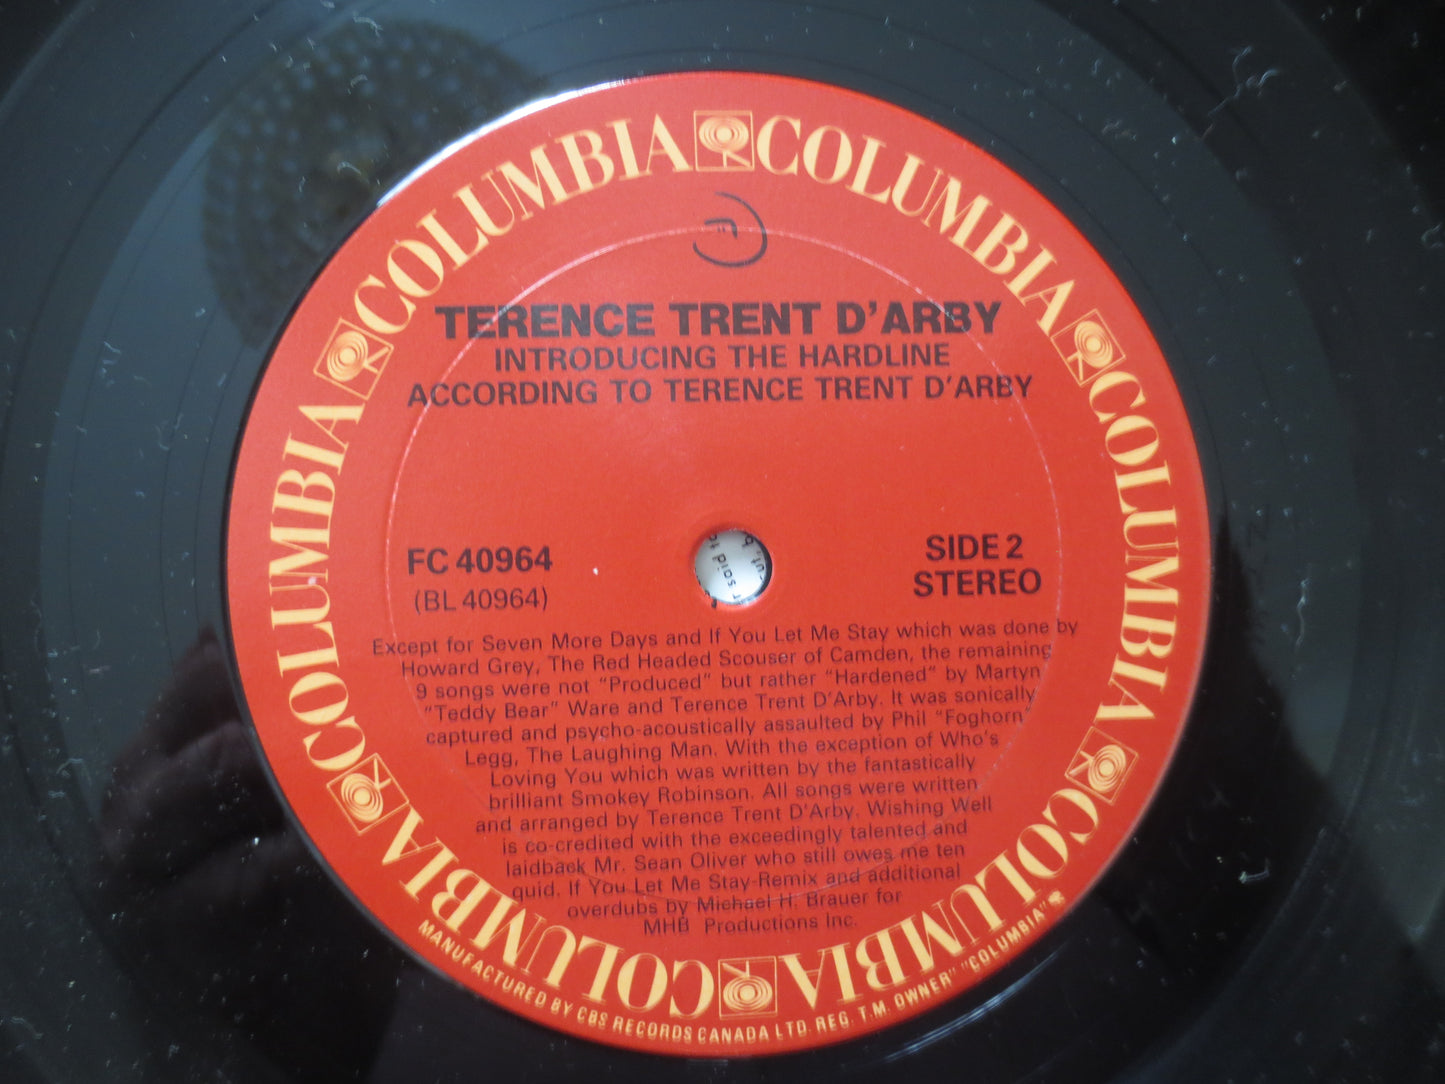 COLUMBIA COLUMBIA COLUMBIA COLUMBIA COLUMBIA COLUMBIA COLUMBIA COLUMBIA
TERENCE TRENT D'ARBY
INTRODUCING THE HARDLINE
ACCORDING TO TERENCE TRENT D'ARBY
FC 40964
(BL 40964)
SIDE 2
STEREO
said to
Except for Seven More Days and If You Let Me Stay which was done by
Howard Grey, The Red Headed Scouser of Camden, the remaining
9 songs were not "Produced" but rather "Hardened" by Martyn
"Teddy Bear" Ware and Terence Trent D'Arby. It was sonically
captured and psycho-acoustically assaulted by Phil "Foghorn"
Legg, The Laughing Man. With the exception of Who's
Loving You which was written by the fantastically
brilliant Smokey Robinson. All songs were written
and arranged by Terence Trent D'Arby. Wishing Well
is co-credited with the exceedingly talented and
laidback Mr. Sean Oliver who still owes me ten
quid. If You Let Me Stay-Remix and additional
overdubs by Michael H. Brauer for
MHB Productions Inc.
MANUFACTURED BY CBS RECORDS CANADA LTD. REG. T.M. OWNER" "COLUMBIA"